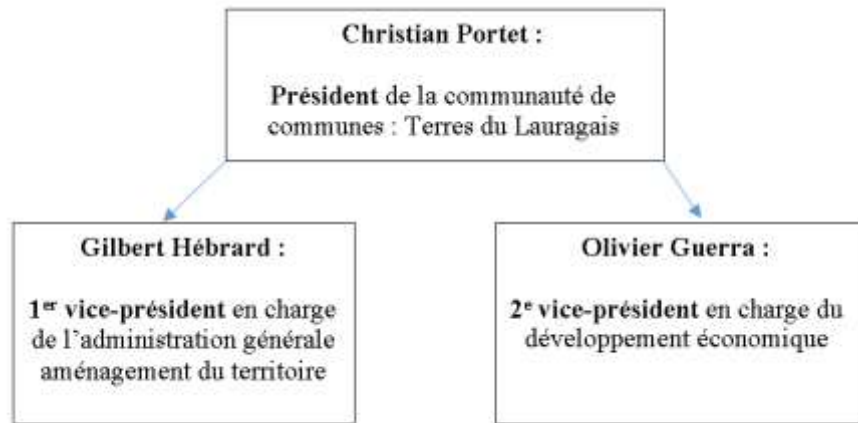 Christian Portet :
Président de la communauté de
communes : Terres du Lauragais
Gilbert Hébrard :
1er vice-président en charge
de l’administration générale
aménagement du territoire
Olivier Guerra :
2e vice-président en charge du
développement économique